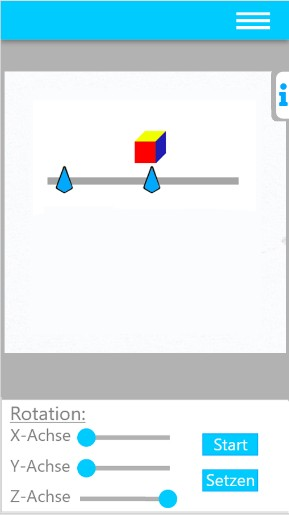 i
Rotation:
X-Achse
Start
Y-Achse
Setzen
Z-Achse